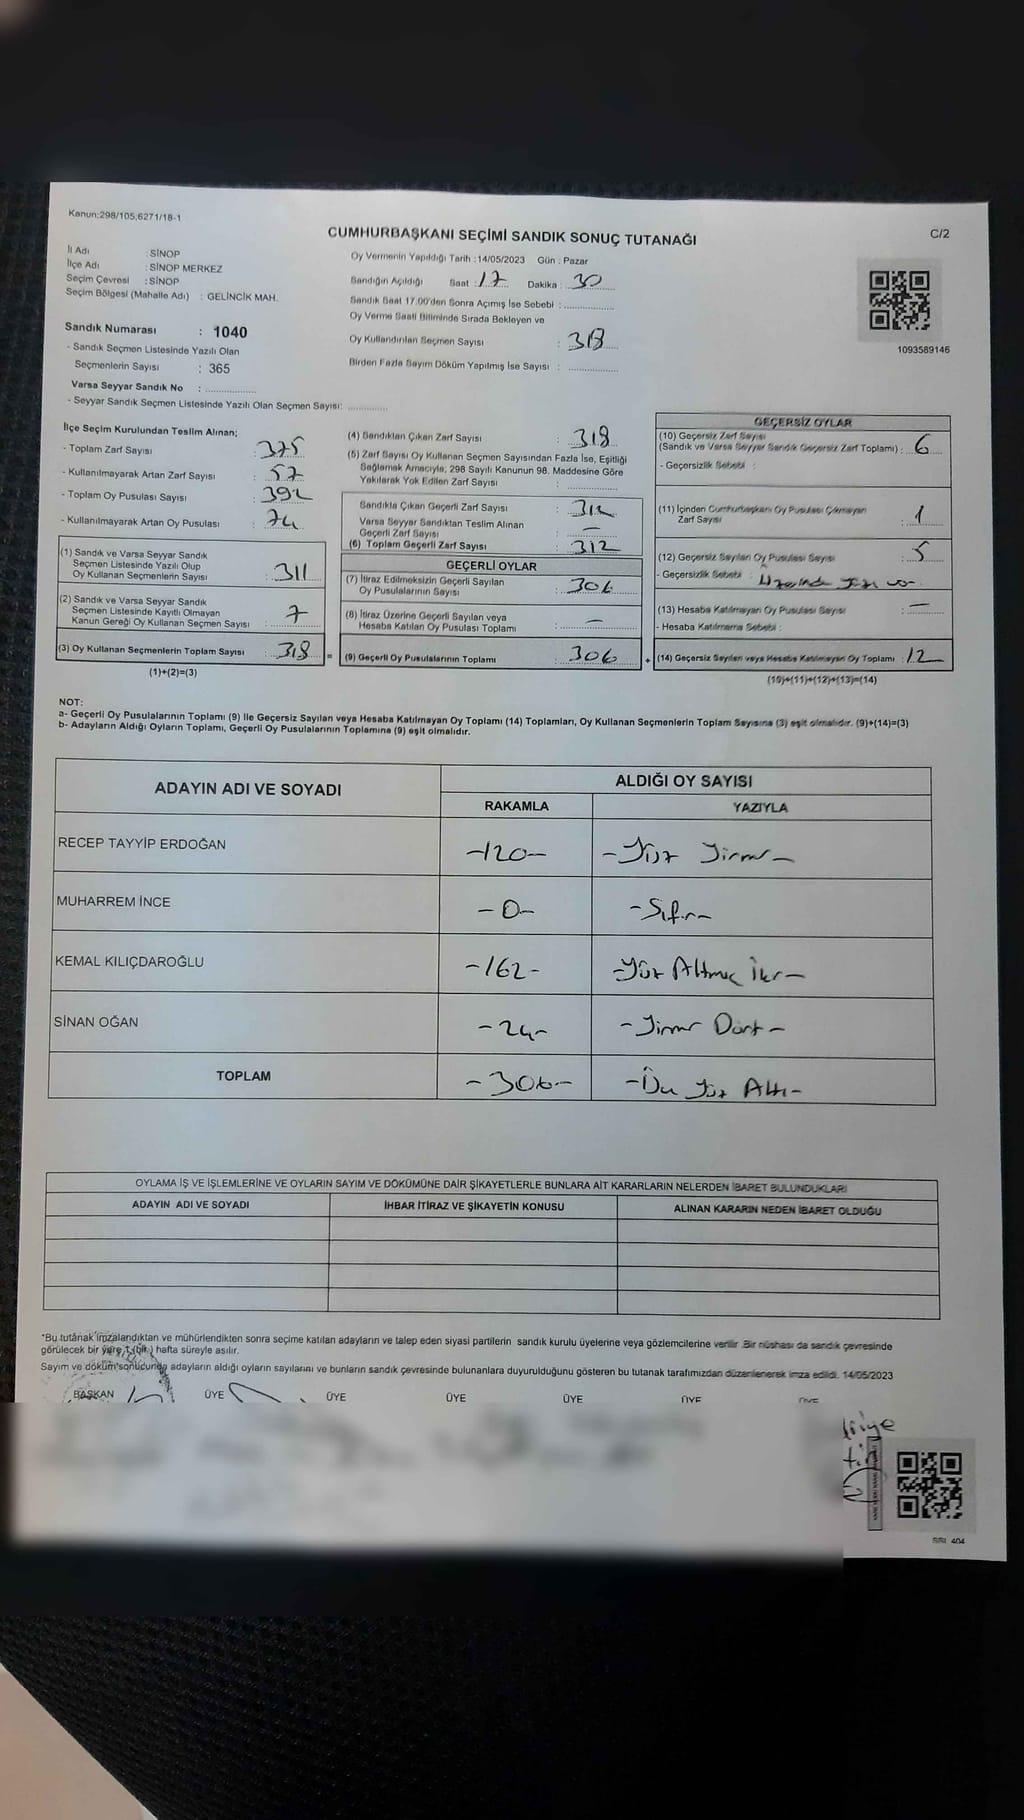 Kanun:298/105,6271/18-1
CUMHURBAŞKANI SEÇİMİ SANDIK SONUÇ TUTANAĞI
C/2
İl Adı : SİNOP
İlçe Adı : SİNOP MERKEZ
Seçim Çevresi : SİNOP
Seçim Bölgesi (Mahalle Adı) : GELİNCİK MAH.
Sandık Numarası : 1040
- Sandık Seçmen Listesinde Yazılı Olan
Seçmenlerin Sayısı : 365
Varsa Seyyar Sandık No :
- Seyyar Sandık Seçmen Listesinde Yazılı Olan Seçmen Sayısı:
Oy Vermenin Yapıldığı Tarih :14/05/2023 Gün : Pazar
Sandığın Açıldığı Saat : 17 Dakika : 30
Sandık Saat 17.00'den Sonra Açmış İse Sebebi :
Oy Verme Saati Bitiminde Sırada Bekleyen ve
Oy Kullandırılan Seçmen Sayısı : 318
Birden Fazla Sayım Döküm Yapılmış İse Sayısı :
1093589146
İlçe Seçim Kurulundan Teslim Alınan;
- Toplam Zarf Sayısı : 375
- Kullanılmayarak Artan Zarf Sayısı : 57
- Toplam Oy Pusulası Sayısı : 392
- Kullanılmayarak Artan Oy Pusulası : 74
(1) Sandık ve Varsa Seyyar Sandık
Seçmen Listesinde Yazılı Olup
Oy Kullanan Seçmenlerin Sayısı : 311
(2) Sandık ve Varsa Seyyar Sandık
Seçmen Listesinde Kayıtlı Olmayan
Kanun Gereği Oy Kullanan Seçmen Sayısı : 7
(3) Oy Kullanan Seçmenlerin Toplam Sayısı : 318
(1)+(2)=(3)
(4) Sandıktan Çıkan Zarf Sayısı : 318
(5) Zarf Sayısı Oy Kullanan Seçmen Sayısından Fazla İse, Eşitliği
Sağlamak Amacıyla, 298 Sayılı Kanunun 98. Maddesine Göre
Yakılarak Yok Edilen Zarf Sayısı :
Sandıkla Çıkan Geçerli Zarf Sayısı : 312
Varsa Seyyar Sandıktan Teslim Alınan
Geçerli Zarf Sayısı : –
(6) Toplam Geçerli Zarf Sayısı : 312
GEÇERLİ OYLAR
(7) İtiraz Edilmeksizin Geçerli Sayılan
Oy Pusulalarının Sayısı : 306
(8) İtiraz Üzerine Geçerli Sayılan veya
Hesaba Katılan Oy Pusulası Toplamı : –
= (9) Geçerli Oy Pusulalarının Toplamı : 306
GEÇERSİZ OYLAR
(10) Geçersiz Zarf Sayısı
(Sandık ve Varsa Seyyar Sandık Geçersiz Zarf Toplamı) : 6
- Geçersizlik Sebebi :
(11) İçinden Cumhurbaşkanı Oy Pusulası Çıkmayan
Zarf Sayısı : 1
(12) Geçersiz Sayılan Oy Pusulası Sayısı : 5
- Geçersizlik Sebebi : Üzerinde yazı var.
(13) Hesaba Katılmayan Oy Pusulası Sayısı : –
- Hesaba Katılmama Sebebi :
+ (14) Geçersiz Sayılan veya Hesaba Katılmayan Oy Toplamı : 12
(10)+(11)+(12)+(13)=(14)
NOT:
a- Geçerli Oy Pusulalarının Toplamı (9) İle Geçersiz Sayılan veya Hesaba Katılmayan Oy Toplamı (14) Toplamları, Oy Kullanan Seçmenlerin Toplam Sayısına (3) eşit olmalıdır. (9)+(14)=(3)
b- Adayların Aldığı Oyların Toplamı, Geçerli Oy Pusulalarının Toplamına (9) eşit olmalıdır.
ADAYIN ADI VE SOYADI
ALDIĞI OY SAYISI
RAKAMLA YAZIYLA
RECEP TAYYİP ERDOĞAN –120– –Yüz Yirmi–
MUHARREM İNCE –0– –Sıfır–
KEMAL KILIÇDAROĞLU –162– –Yüz Altmış İki–
SİNAN OĞAN –24– –Yirmi Dört–
TOPLAM –306– –Üç Yüz Altı–
OYLAMA İŞ VE İŞLEMLERİNE VE OYLARIN SAYIM VE DÖKÜMÜNE DAİR ŞİKAYETLERLE BUNLARA AİT KARARLARIN NELERDEN İBARET BULUNDUKLARI
ADAYIN ADI VE SOYADI İHBAR İTİRAZ VE ŞİKAYETİN KONUSU ALINAN KARARIN NEDEN İBARET OLDUĞU
*Bu tutanak imzalandıktan ve mühürlendikten sonra seçime katılan adayların ve talep eden siyasi partilerin sandık kurulu üyelerine veya gözlemcilerine verilir. Bir nüshası da sandık çevresinde
görülecek bir yere 1 (bir) hafta süreyle asılır.
Sayım ve döküm sonucunda adayların aldığı oyların sayılarını ve bunların sandık çevresinde bulunanlara duyurulduğunu gösteren bu tutanak tarafımızdan düzenlenerek imza edildi. 14/05/2023
BAŞKAN ÜYE ÜYE ÜYE ÜYE ÜYE ÜYE
SSI 404